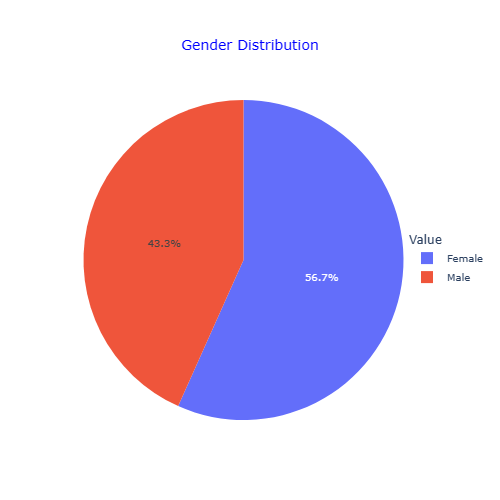 Gender Distribution
43.3%
56.7%
Value
Female
Male